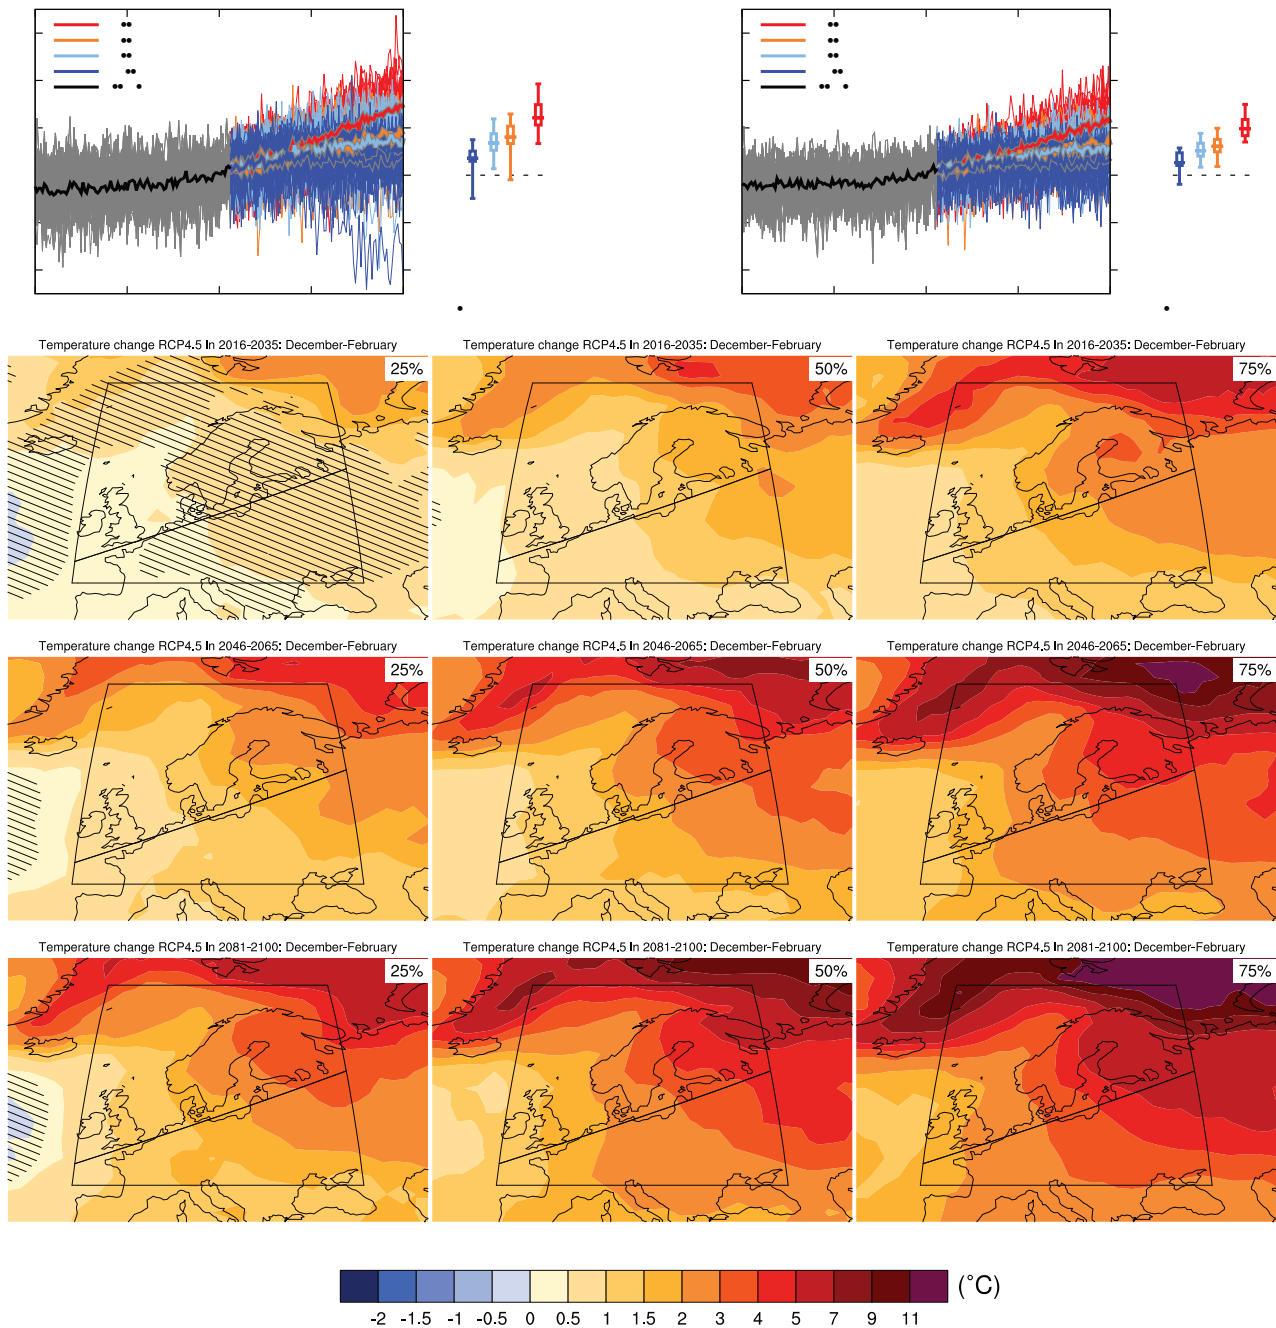 Temperature change RCP4.5 in 2016-2035: December-February
25%
Temperature change RCP4.5 in 2016-2035: December-February
50%
Temperature change RCP4.5 in 2016-2035: December-February
75%
Temperature change RCP4.5 in 2046-2065: December-February
25%
Temperature change RCP4.5 in 2046-2065: December-February
50%
Temperature change RCP4.5 in 2046-2065: December-February
75%
Temperature change RCP4.5 in 2081-2100: December-February
25%
Temperature change RCP4.5 in 2081-2100: December-February
50%
Temperature change RCP4.5 in 2081-2100: December-February
75%
(°C)
-2 -1.5 -1 -0.5 0 0.5 1 1.5 2 3 4 5 7 9 11